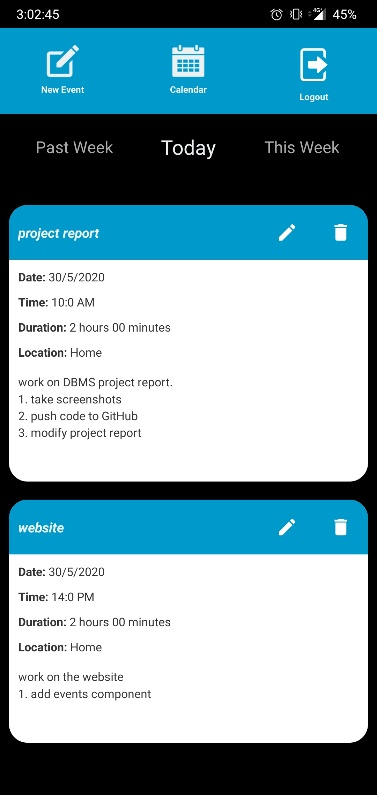 3:02:45
4G
45%
New Event
Calendar
Logout
Past Week
Today
This Week
project report
Date: 30/5/2020
Time: 10:0 AM
Duration: 2 hours 00 minutes
Location: Home
work on DBMS project report.
1. take screenshots
2. push code to GitHub
3. modify project report
website
Date: 30/5/2020
Time: 14:0 PM
Duration: 2 hours 00 minutes
Location: Home
work on the website
1. add events component